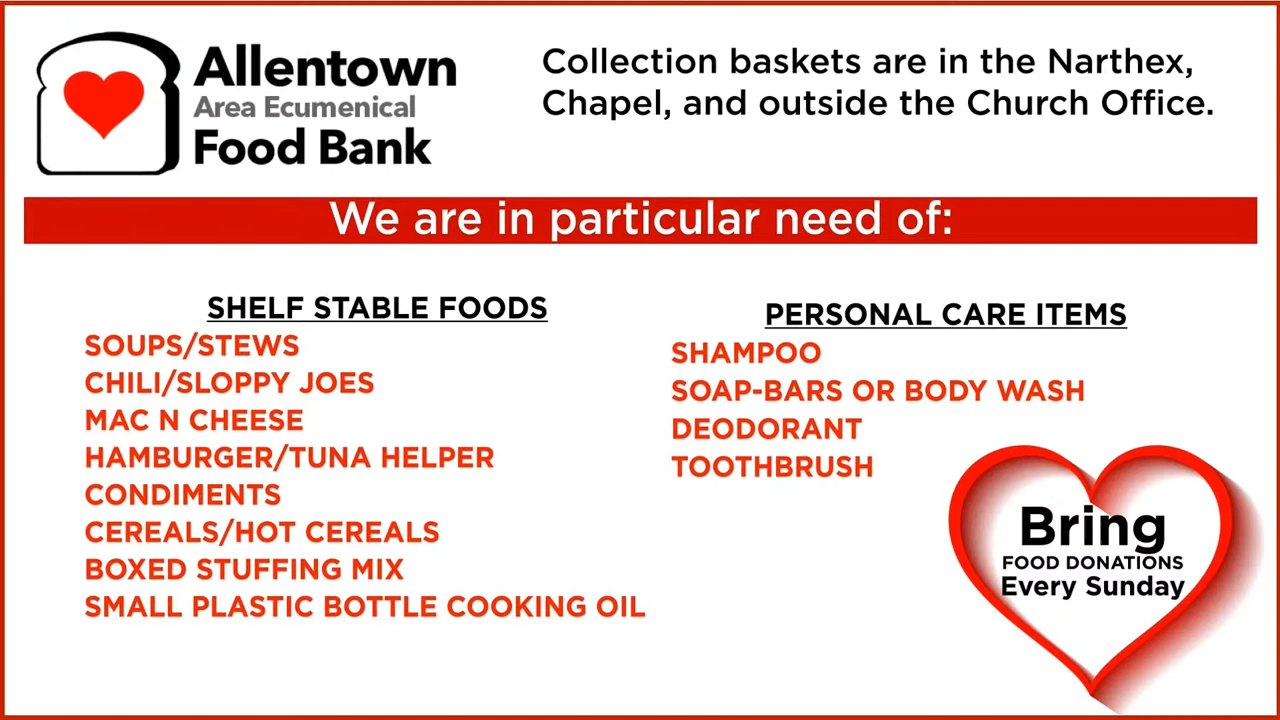 Allentown
Area Ecumenical
Food Bank
Collection baskets are in the Narthex,
Chapel, and outside the Church Office.
We are in particular need of:
SHELF STABLE FOODS
SOUPS/STEWS
CHILI/SLOPPY JOES
MAC N CHEESE
HAMBURGER/TUNA HELPER
CONDIMENTS
CEREALS/HOT CEREALS
BOXED STUFFING MIX
SMALL PLASTIC BOTTLE COOKING OIL
PERSONAL CARE ITEMS
SHAMPOO
SOAP-BARS OR BODY WASH
DEODORANT
TOOTHBRUSH
Bring
FOOD DONATIONS
Every Sunday